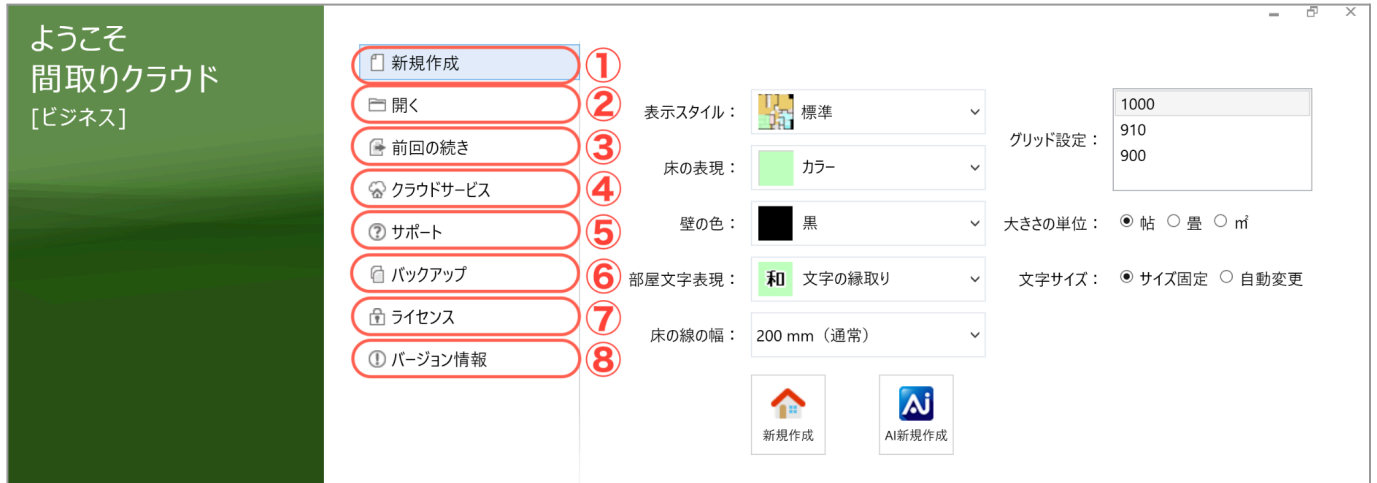 ようこそ
間取りクラウド
[ビジネス]
新規作成 ①
開く ②
前回の続き ③
クラウドサービス ④
サポート ⑤
バックアップ ⑥
ライセンス ⑦
バージョン情報 ⑧
表示スタイル： 標準
床の表現： カラー
壁の色： 黒
部屋文字表現： 和 文字の縁取り
床の線の幅： 200 mm（通常）
グリッド設定：
1000
910
900
大きさの単位： 帖 畳 ㎡
文字サイズ： サイズ固定 自動変更
新規作成
Ai
AI新規作成